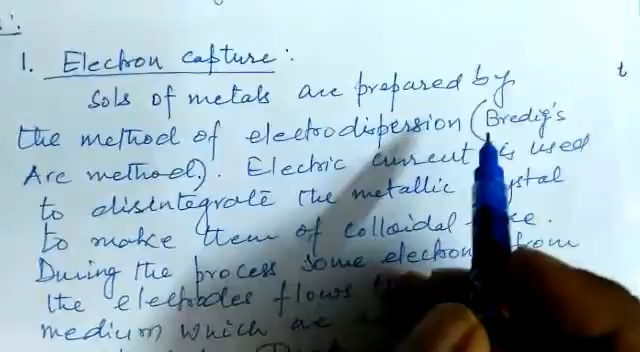 1. Electron capture :
Sols of metals are prepared by
the method of electrodispersion (Bredig's
Arc method). Electric current is used
to disintegrate the metallic
to make them of colloidal
During the process some electrons from
the electrodes flows
medium which are
t